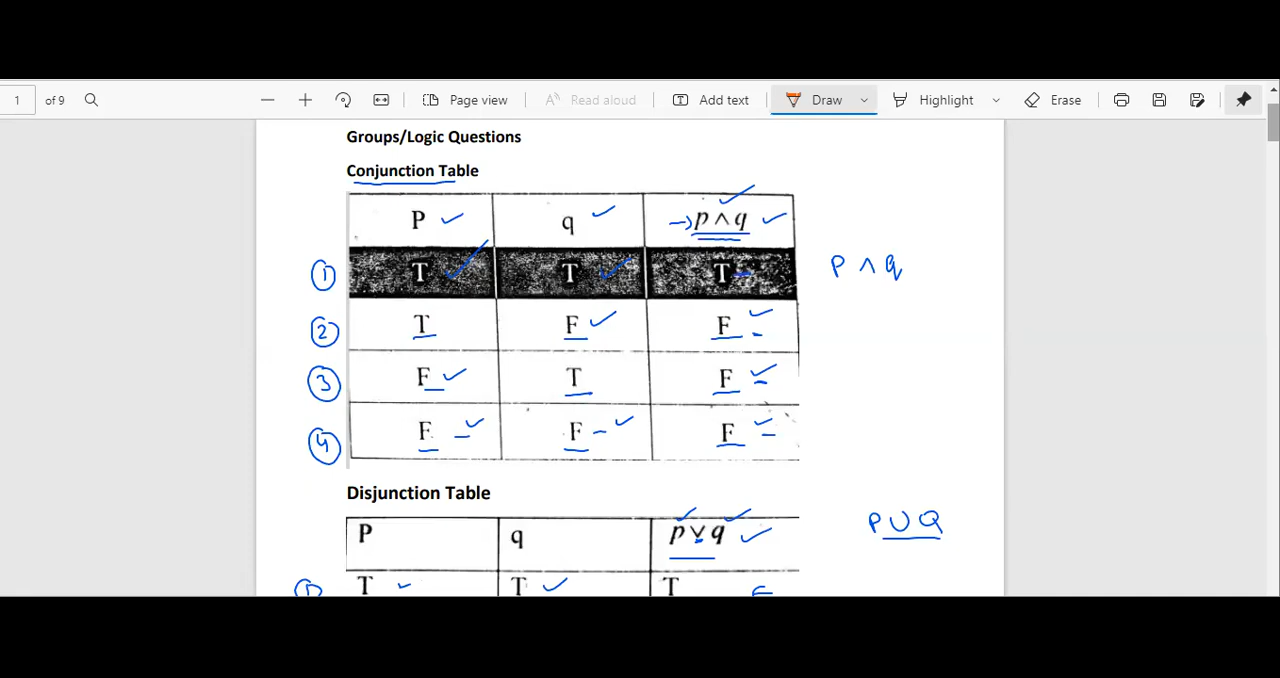 1 of 9 Page view Read aloud Add text Draw Highlight Erase
Groups/Logic Questions
Conjunction Table
P q p ∧ q
① T T T P ∧ q
② T F F
③ F T F
④ F F F
Disjunction Table P ∪ Q
P q p ∨ q
① T T T